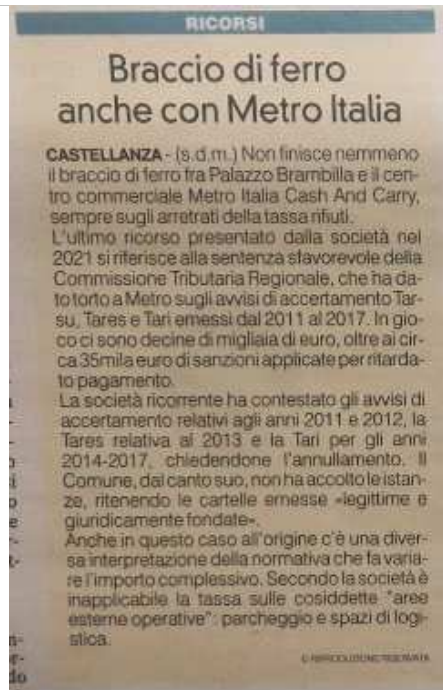 RICORSI
Braccio di ferro
anche con Metro Italia
CASTELLANZA - (s.d.m.) Non finisce nemmeno
il braccio di ferro fra Palazzo Brambilla e il cen-
tro commerciale Metro Italia Cash And Carry,
sempre sugli arretrati della tassa rifiuti.
L'ultimo ricorso presentato dalla società nel
2021 si riferisce alla sentenza sfavorevole della
Commissione Tributaria Regionale, che ha da-
to torto a Metro sugli avvisi di accertamento Tar-
su, Tares e Tari emessi dal 2011 al 2017. In gio-
co ci sono decine di migliaia di euro, oltre ai cir-
ca 35mila euro di sanzioni applicate per ritarda-
to pagamento.
La società ricorrente ha contestato gli avvisi di
accertamento relativi agli anni 2011 e 2012, la
Tares relativa al 2013 e la Tari per gli anni
2014-2017, chiedendone l'annullamento. Il
Comune, dal canto suo, non ha accolto le istan-
ze, ritenendo le cartelle emesse «legittime e
giuridicamente fondate».
Anche in questo caso all'origine c'è una diver-
sa interpretazione della normativa che fa varia-
re l'importo complessivo. Secondo la società è
inapplicabile la tassa sulle cosiddette "aree
esterne operative": parcheggio e spazi di logi-
stica.
© RIPRODUZIONE RISERVATA